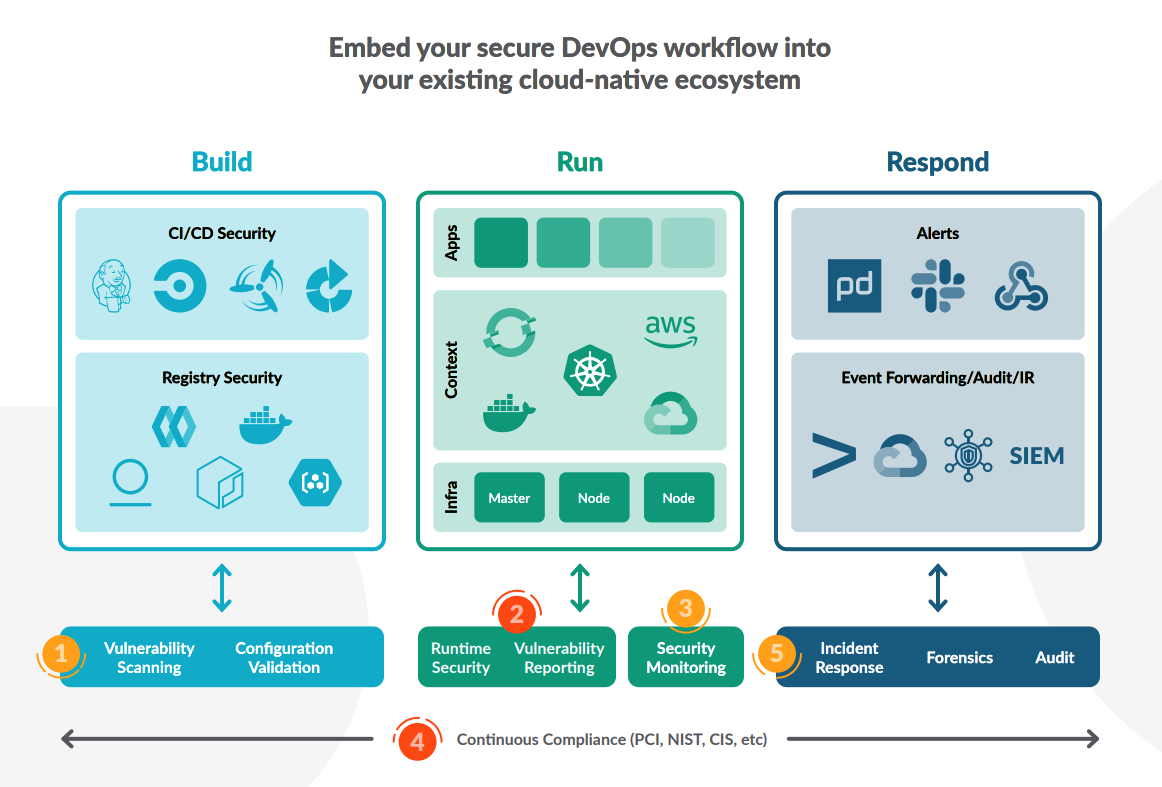 Embed your secure DevOps workflow into
your existing cloud-native ecosystem
Build
CI/CD Security
Registry Security
Run
Apps
Context
aws
Infra
Master
Node
Node
Respond
Alerts
pd
Event Forwarding/Audit/IR
SIEM
1
Vulnerability
Scanning
Configuration
Validation
2
Runtime
Security
Vulnerability
Reporting
3
Security
Monitoring
5
Incident
Response
Forensics
Audit
4
Continuous Compliance (PCI, NIST, CIS, etc)